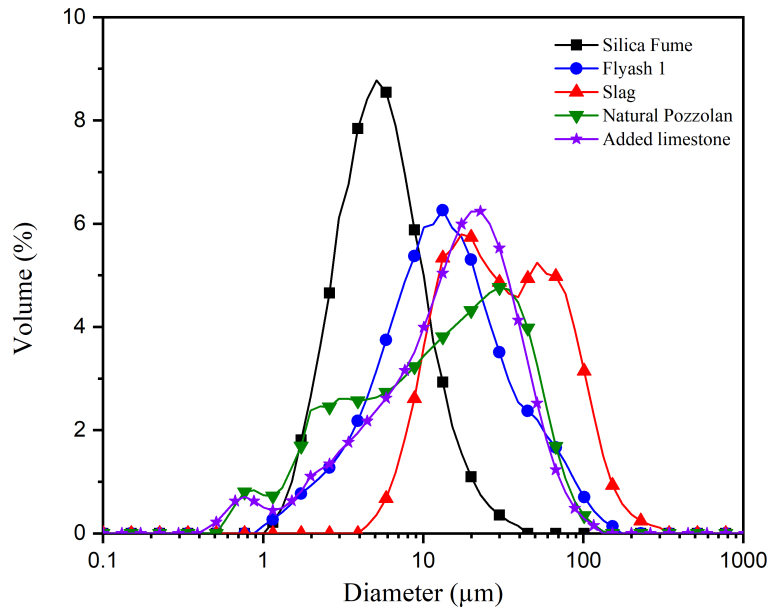 10
8
6
4
2
0
Volume (%)
Silica Fume
Flyash 1
Slag
Natural Pozzolan
Added limestone
0.1 1 10 100 1000
Diameter (µm)